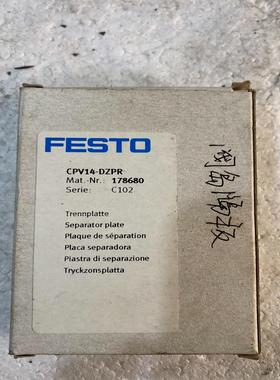 FESTO
CPV14-DZPR
Mat.-Nr.: 178680
Serie: C102
Trennplatte
Separator plate
Plaque de séparation
Placa separadora
Piastra di separazione
Tryckzonsplatta